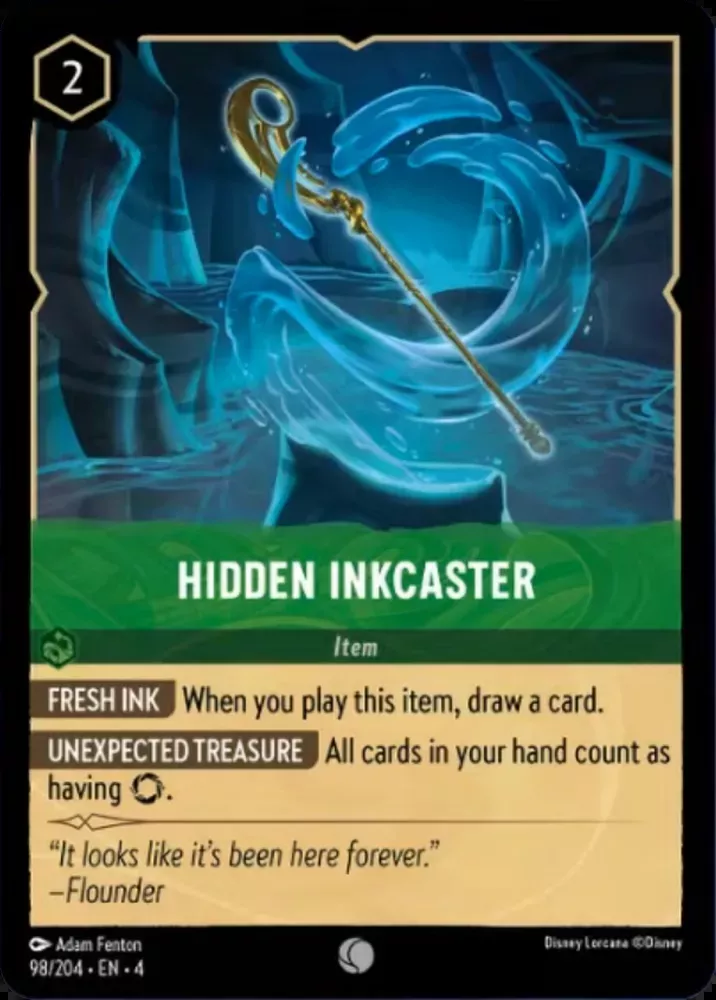 2
HIDDEN INKCASTER
Item
FRESH INK When you play this item, draw a card.
UNEXPECTED TREASURE All cards in your hand count as
having .
“It looks like it’s been here forever.”
–Flounder
Adam Fenton
Disney Lorcana ©Disney
98/204 • EN • 4